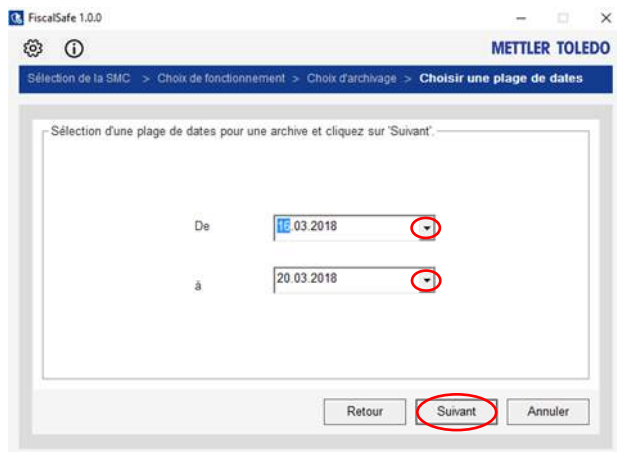 FiscalSafe 1.0.0
METTLER TOLEDO
Sélection de la SMC > Choix de fonctionnement > Choix d'archivage > Choisir une plage de dates
Sélection d'une plage de dates pour une archive et cliquez sur 'Suivant'.
De 16.03.2018
à 20.03.2018
Retour Suivant Annuler